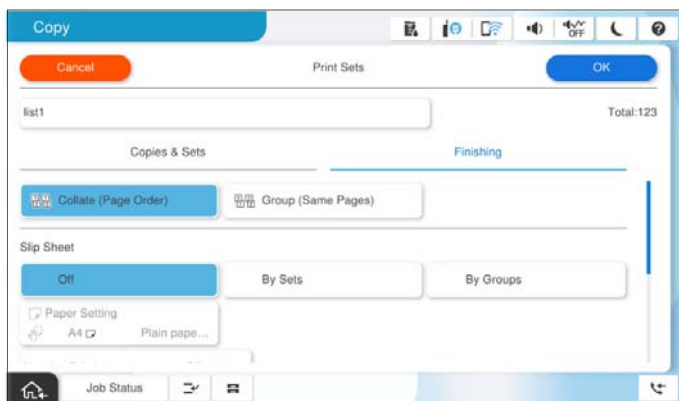 Copy
OFF
Cancel
Print Sets
OK
list1
Total:123
Copies & Sets
Finishing
Collate (Page Order)
Group (Same Pages)
Slip Sheet
Off
By Sets
By Groups
Paper Setting
A4
Plain pape...
Job Status